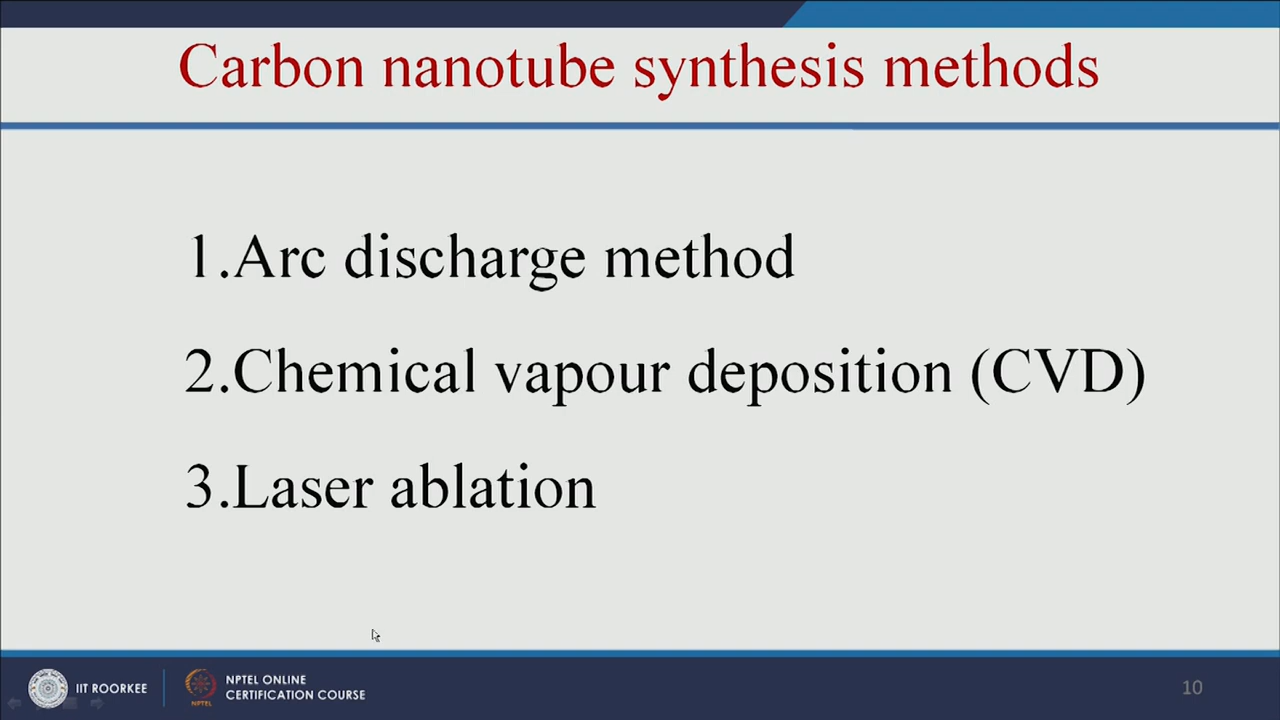 Carbon nanotube synthesis methods
1.Arc discharge method
2.Chemical vapour deposition (CVD)
3.Laser ablation
IIT ROORKEE
NPTEL ONLINE
CERTIFICATION COURSE
NPTEL
10